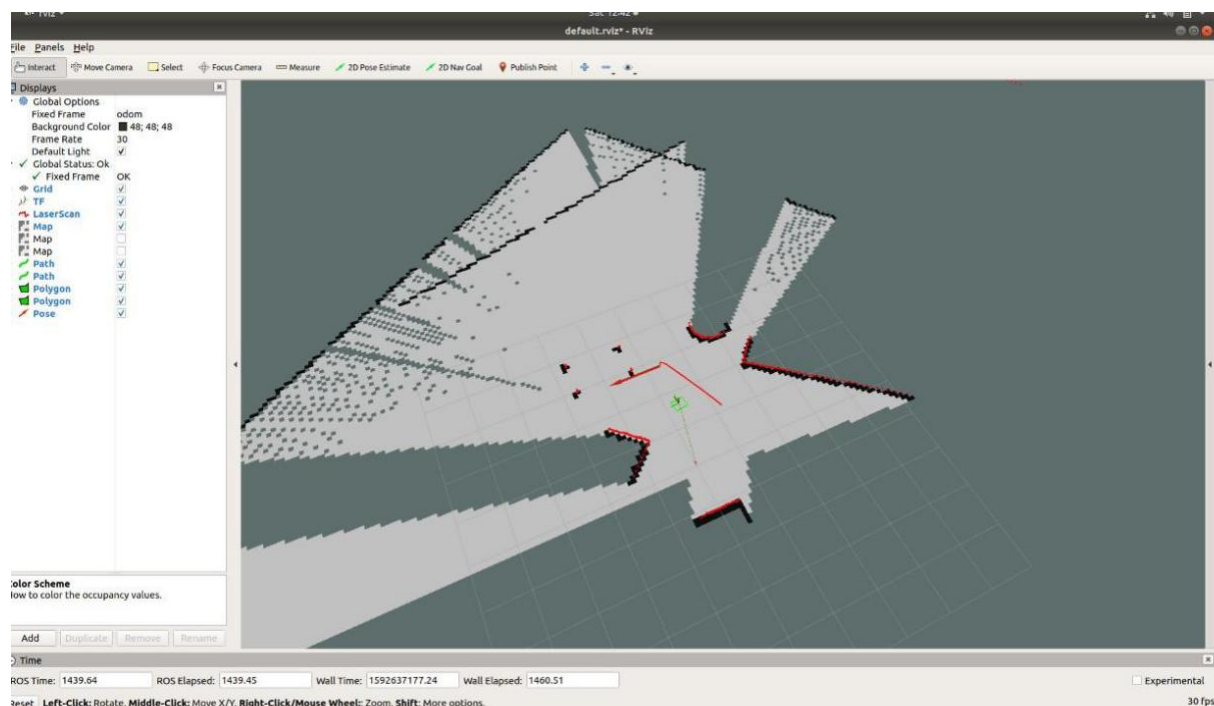 default.rviz* - RViz
File Panels Help
Interact Move Camera Select Focus Camera Measure 2D Pose Estimate 2D Nav Goal Publish Point
Displays
Global Options
Fixed Frame odom
Background Color 48; 48; 48
Frame Rate 30
Default Light ✓
Global Status: Ok
Fixed Frame OK
Grid
TF
LaserScan
Map
Map
Map
Path
Path
Polygon
Polygon
Pose
Color Scheme
How to color the occupancy values.
Add Duplicate Remove Rename
Time
ROS Time: 1439.64 ROS Elapsed: 1439.45 Wall Time: 1592637177.24 Wall Elapsed: 1460.51 Experimental
Reset Left-Click: Rotate. Middle-Click: Move X/Y. Right-Click/Mouse Wheel:: Zoom. Shift: More options. 30 fps